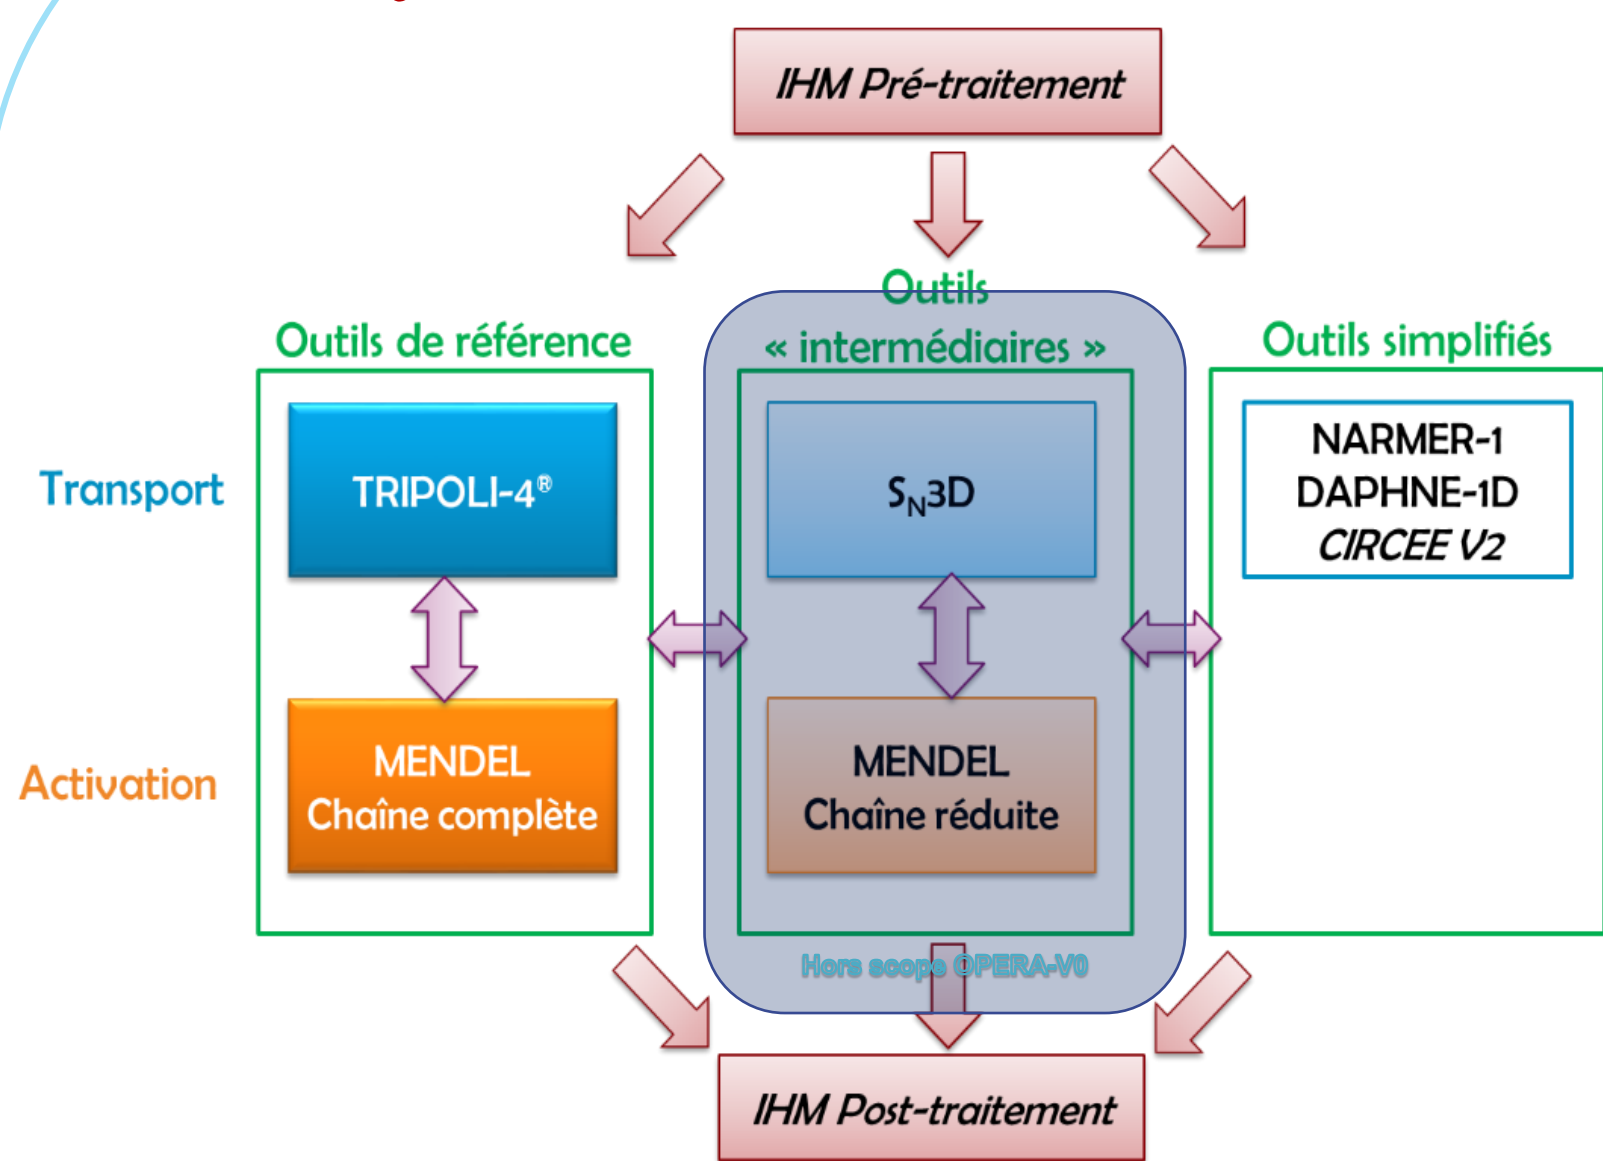 IHM Pré-traitement
Outils de référence
Outils
« intermédiaires »
Outils simplifiés
Transport
TRIPOLI-4®
SN3D
NARMER-1
DAPHNE-1D
CIRCEE V2
Activation
MENDEL
Chaîne complète
MENDEL
Chaîne réduite
Hors scope OPERA-V0
IHM Post-traitement